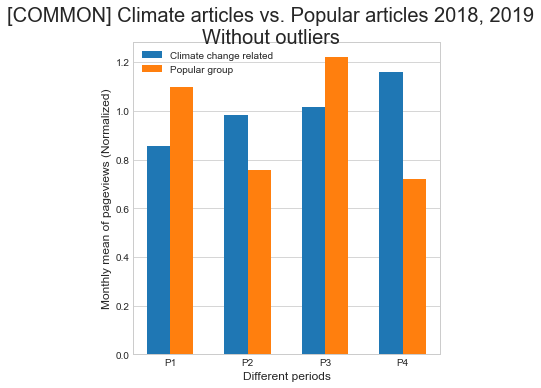 [COMMON] Climate articles vs. Popular articles 2018, 2019
Without outliers
Climate change related
Popular group
Monthly mean of pageviews (Normalized)
1.2
1.0
0.8
0.6
0.4
0.2
0.0
P1 P2 P3 P4
Different periods